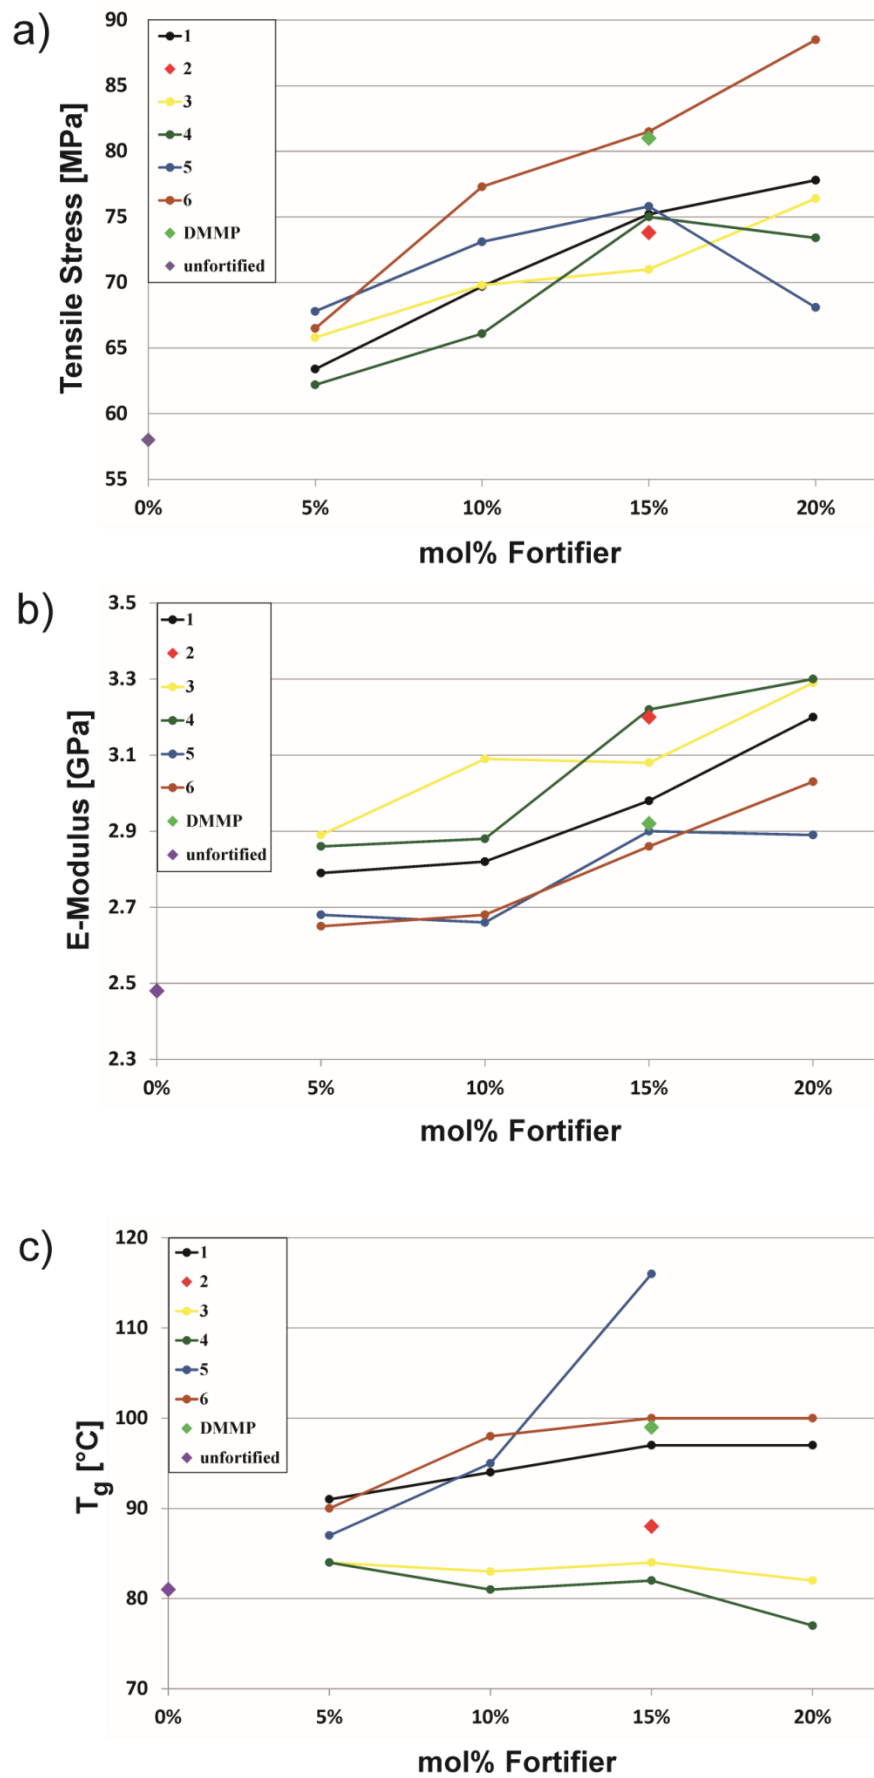 a)
Tensile Stress [MPa]
90
85
80
75
70
65
60
55
1
2
3
4
5
6
DMMP
unfortified
0% 5% 10% 15% 20%
mol% Fortifier
b)
E-Modulus [GPa]
3.5
3.3
3.1
2.9
2.7
2.5
2.3
1
2
3
4
5
6
DMMP
unfortified
0% 5% 10% 15% 20%
mol% Fortifier
c)
Tg [°C]
120
110
100
90
80
70
1
2
3
4
5
6
DMMP
unfortified
0% 5% 10% 15% 20%
mol% Fortifier